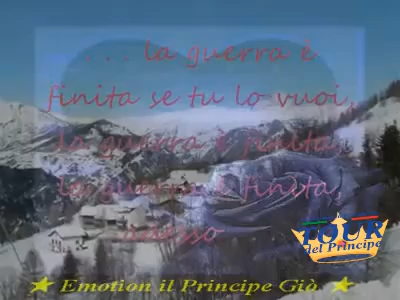 . . . la guerra è
finita se tu lo vuoi,
la guerra è finita,
la guerra è finita,
adesso
TOUR
del Principe
★ Emotion il Principe Giò ★